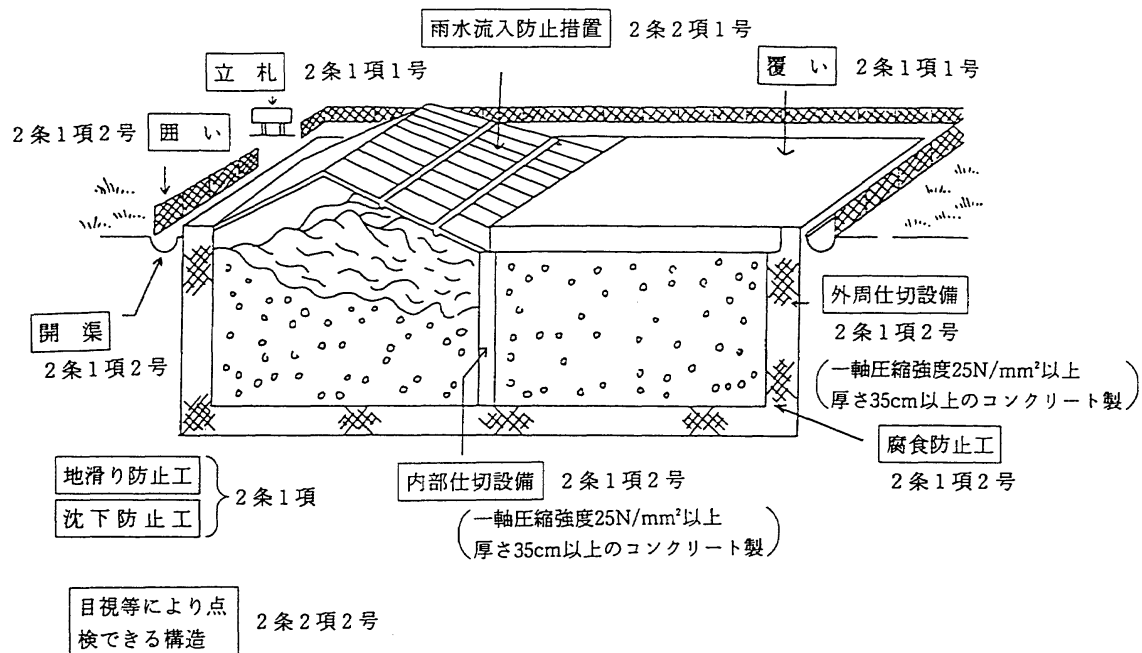 雨水流入防止措置 2条2項1号
立札 2条1項1号
覆い 2条1項1号
2条1項2号 囲い
開渠
2条1項2号
外周仕切設備
2条1項2号
(一軸圧縮強度25N/mm²以上
厚さ35cm以上のコンクリート製)
腐食防止工
2条1項2号
地滑り防止工
沈下防止工
2条1項
内部仕切設備 2条1項2号
(一軸圧縮強度25N/mm²以上
厚さ35cm以上のコンクリート製)
目視等により点
検できる構造
2条2項2号